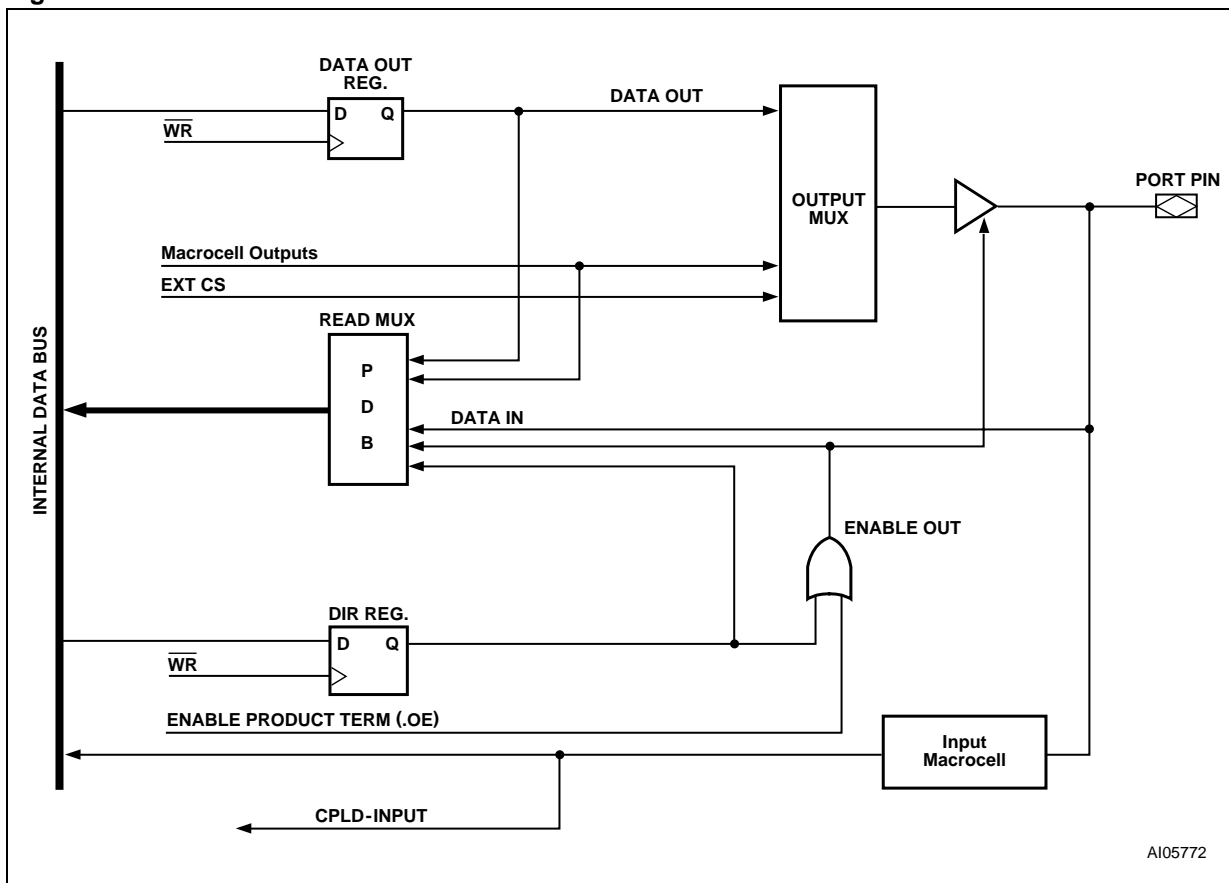 DATA OUT
REG.
DATA OUT
D Q
WR
PORT PIN
OUTPUT
MUX
Macrocell Outputs
EXT CS
READ MUX
P
D
B
DATA IN
INTERNAL DATA BUS
ENABLE OUT
DIR REG.
D Q
WR
ENABLE PRODUCT TERM (.OE)
Input
Macrocell
CPLD-INPUT
AI05772